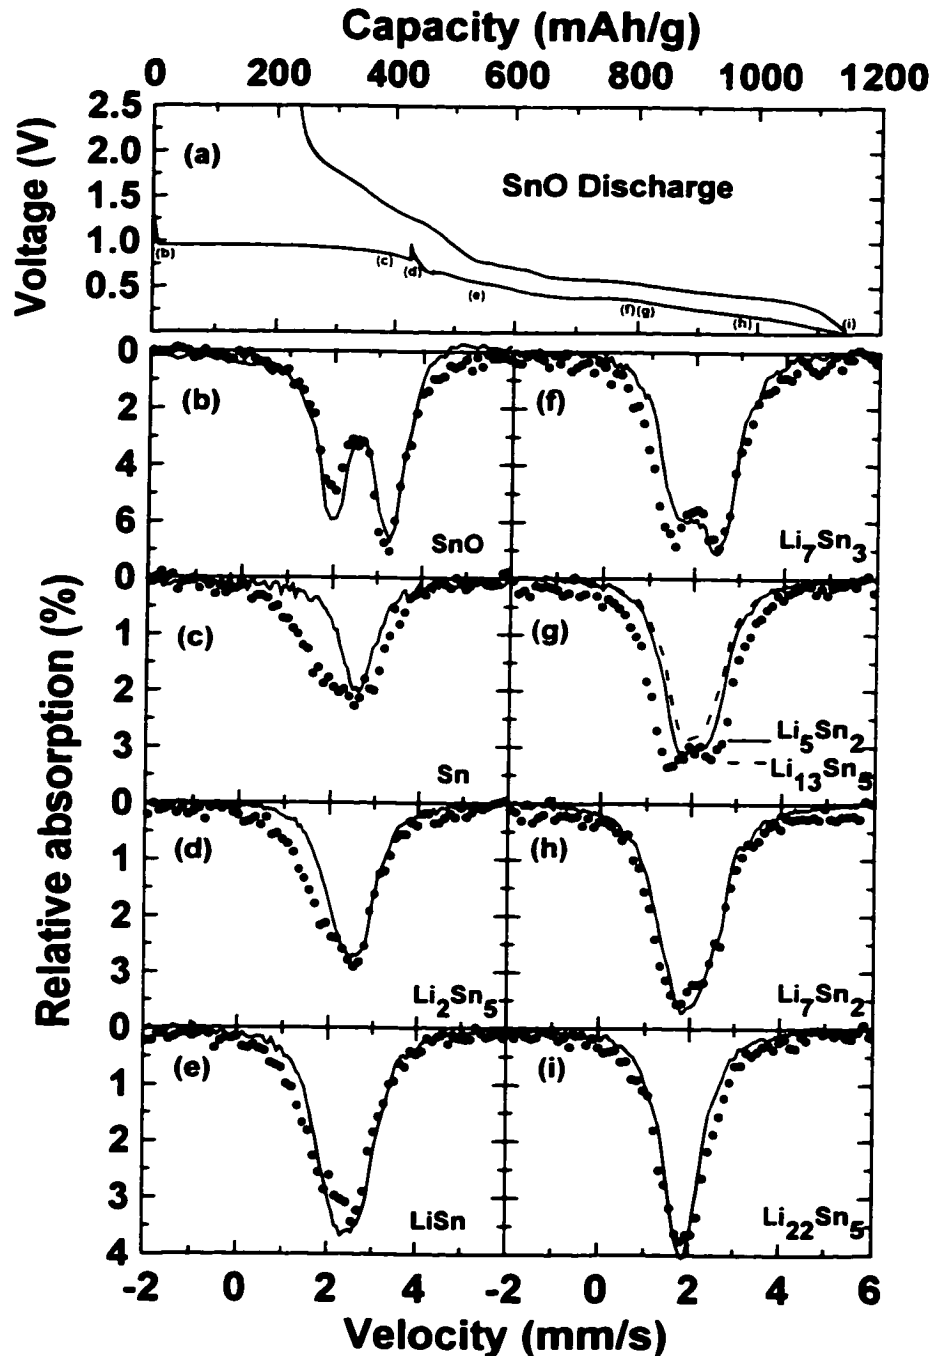 Capacity (mAh/g)
0 200 400 600 800 1000 1200
Voltage (V)
2.5
2.0
1.5
1.0
0.5
(a)
SnO Discharge
(b)
(c)
(d)
(e)
(f)(g)
(h)
(i)
Relative absorption (%)
0
2
4
6
(b)
SnO
(f)
Li7Sn3
0
1
2
3
(c)
Sn
(g)
Li5Sn2
Li13Sn5
0
1
2
3
(d)
Li2Sn5
(h)
Li7Sn2
0
1
2
3
4
(e)
LiSn
(i)
Li22Sn5
-2 0 2 4 -2 0 2 4 6
Velocity (mm/s)